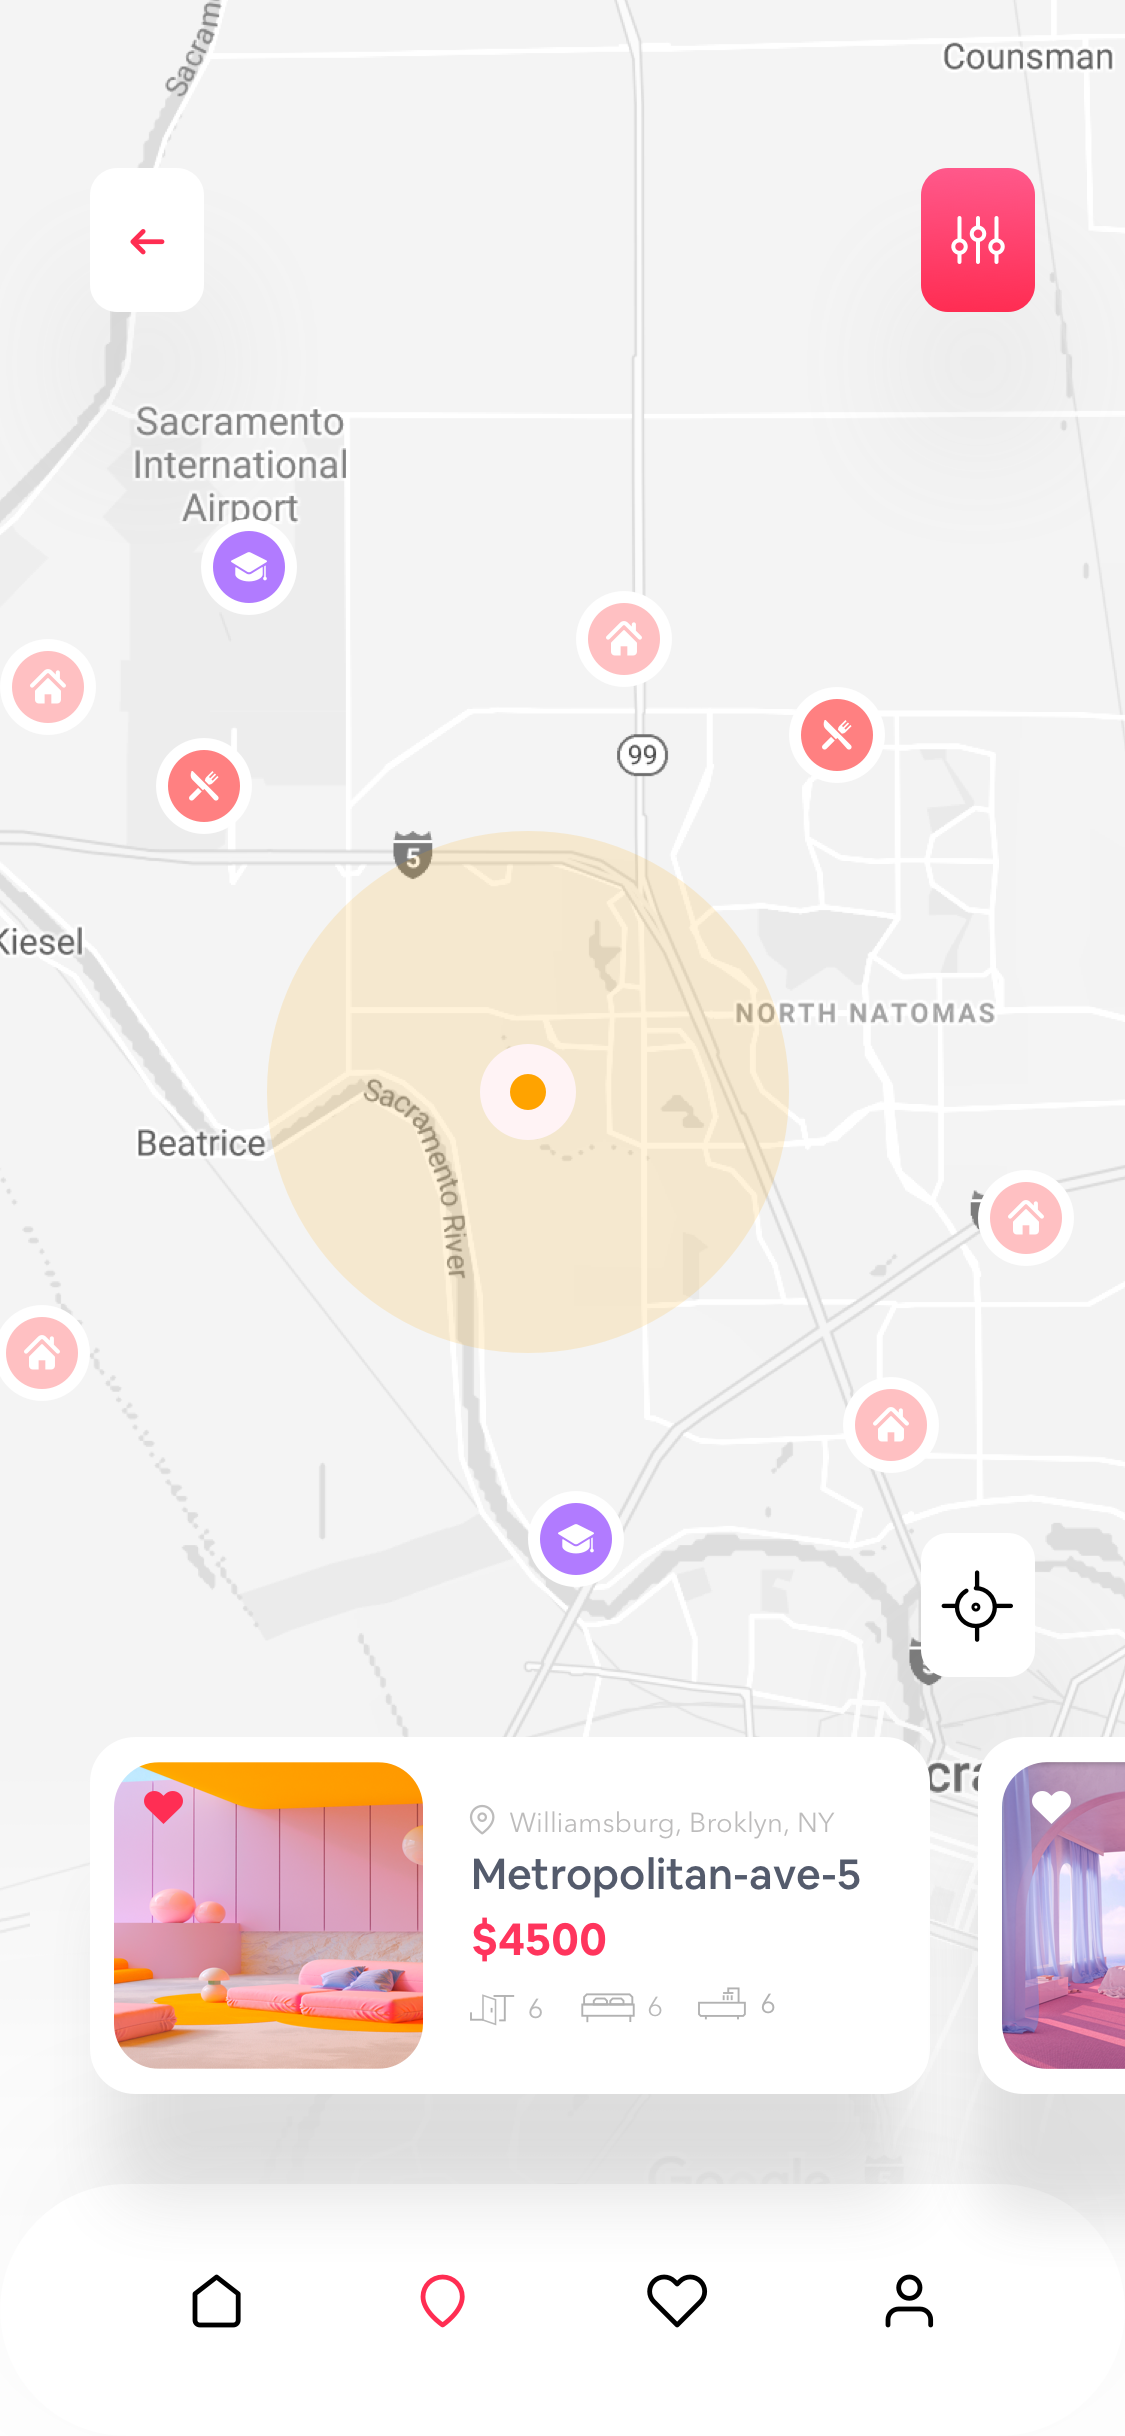 Sacram
Counsman
Sacramento
International
Airport
99
5
Kiesel
NORTH NATOMAS
Sacramento River
Beatrice
cra
Williamsburg, Broklyn, NY
Metropolitan-ave-5
$4500
6
6
6
Google